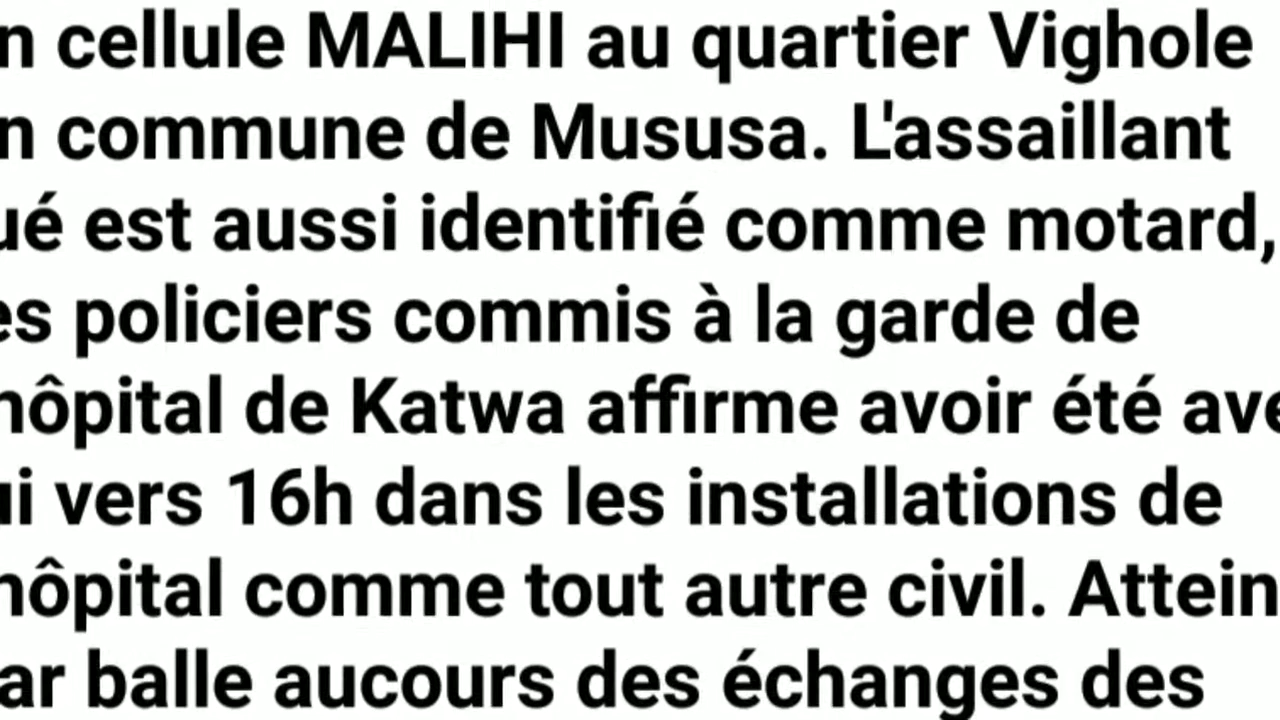 n cellule MALIHI au quartier Vighole
n commune de Mususa. L'assaillant
ué est aussi identifié comme motard,
es policiers commis à la garde de
hôpital de Katwa affirme avoir été ave
ui vers 16h dans les installations de
hôpital comme tout autre civil. Attein
ar balle aucours des échanges des